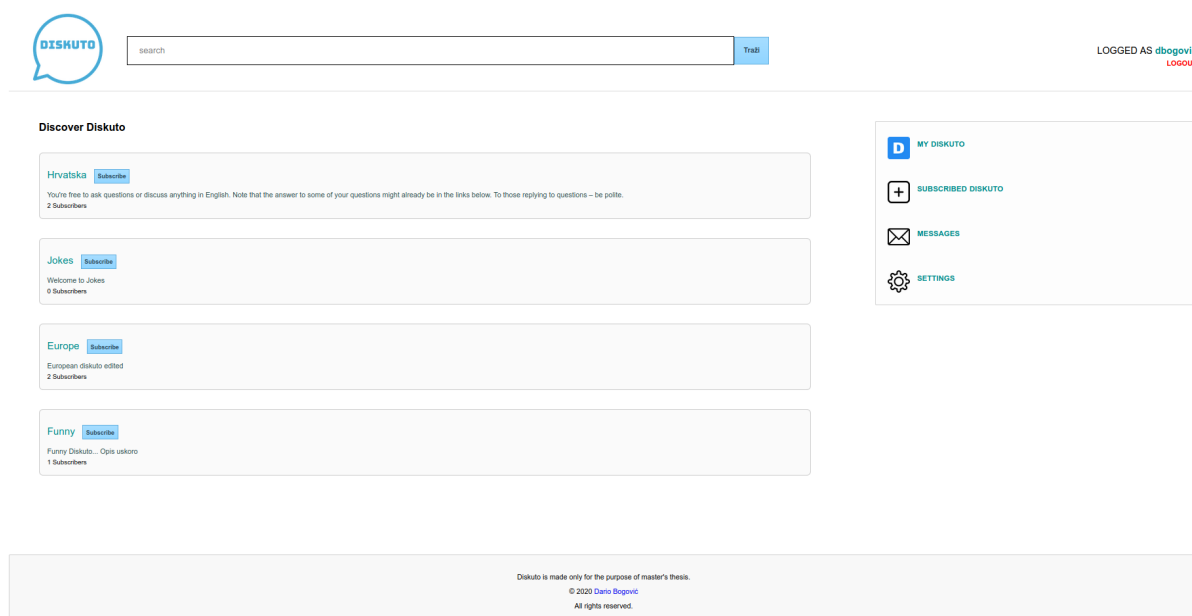 DISKUTO
search
Traži
LOGGED AS dbogovi
LOGOU
Discover Diskuto
Hrvatska Subscribe
You're free to ask questions or discuss anything in English. Note that the answer to some of your questions might already be in the links below. To those replying to questions – be polite.
2 Subscribers
Jokes Subscribe
Welcome to Jokes
0 Subscribers
Europe Subscribe
European diskuto edited
2 Subscribers
Funny Subscribe
Funny Diskuto... Opis uskoro
1 Subscribers
D MY DISKUTO
SUBSCRIBED DISKUTO
MESSAGES
SETTINGS
Diskuto is made only for the purpose of master's thesis.
© 2020 Dario Bogović
All rights reserved.